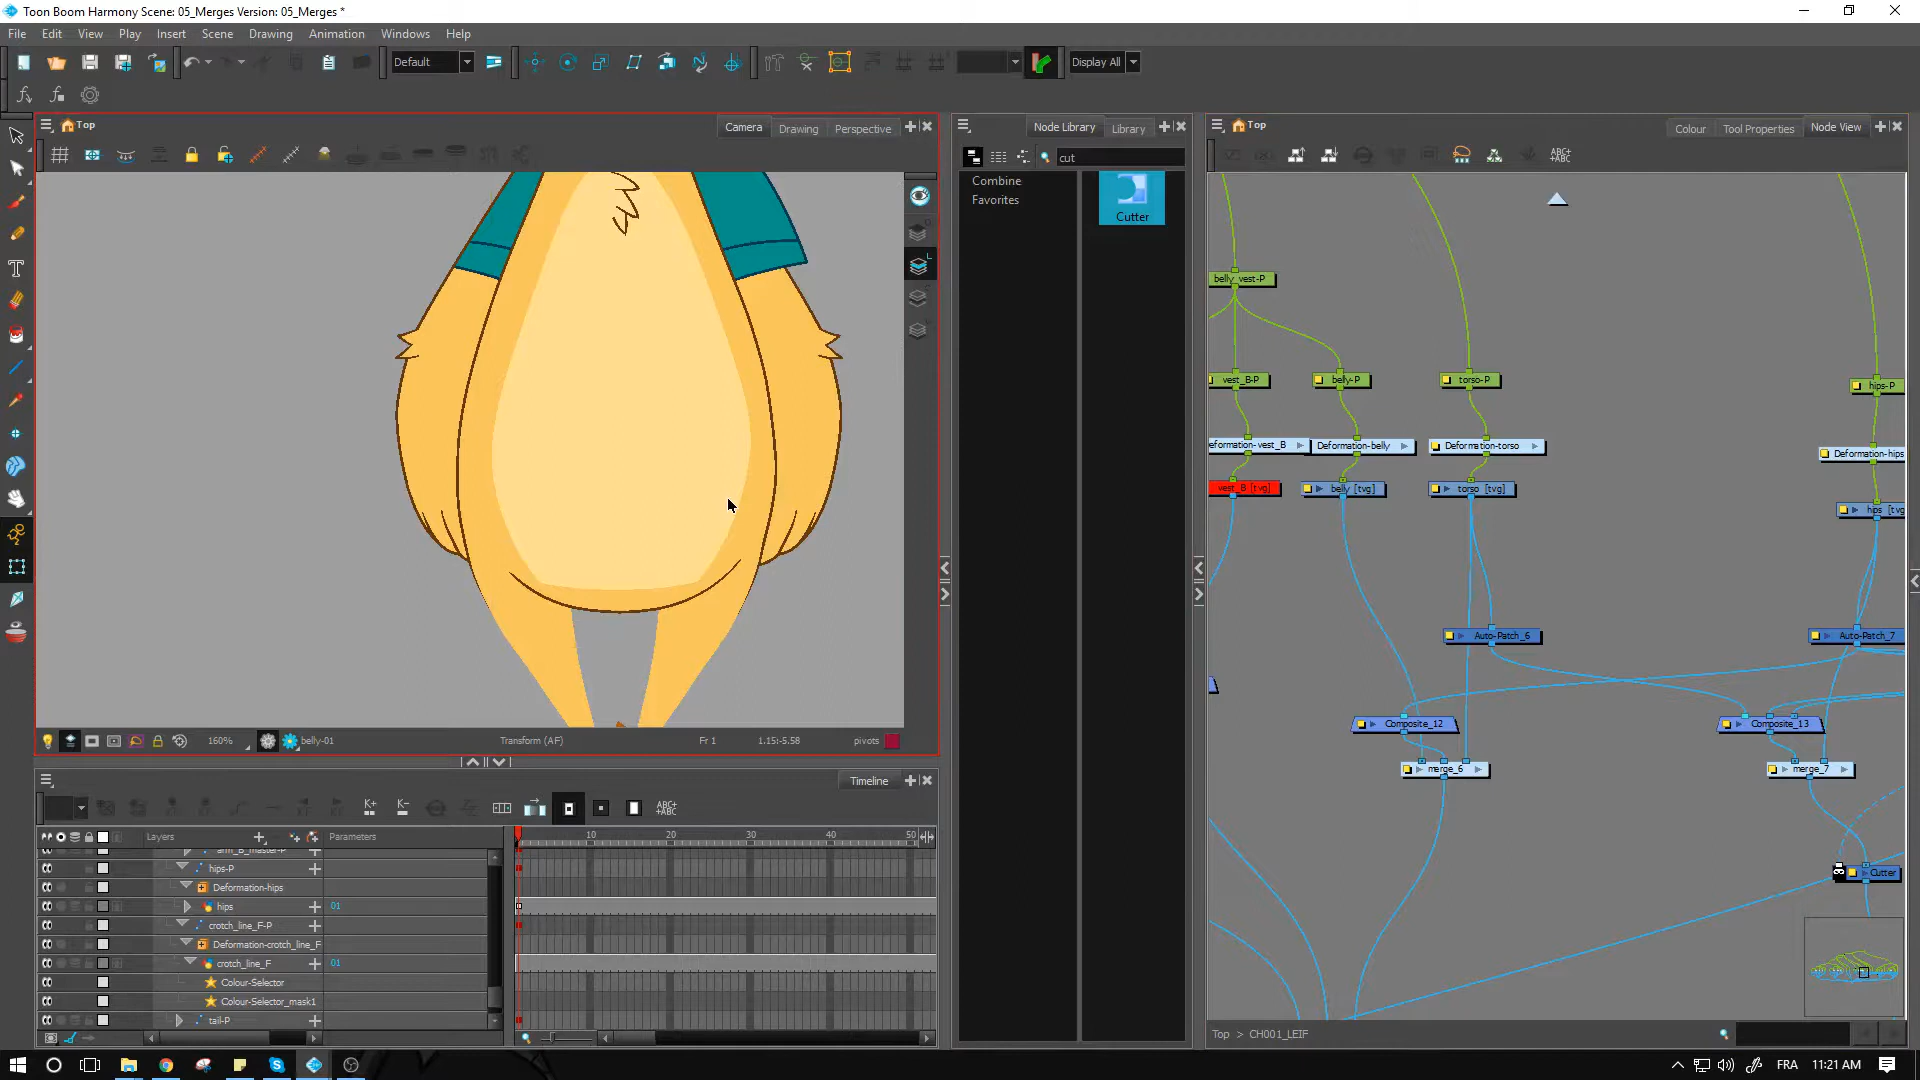 Toon Boom Harmony Scene: 05_Merges Version: 05_Merges *
File Edit View Play Insert Scene Drawing Animation Windows Help
Default
Display All
Top
Camera Drawing Perspective
Node Library Library
cut
Combine
Favorites
Cutter
Top
Colour Tool Properties Node View
ABC+
ABC+
belly_vest-P
vest_B-P
belly-P
torso-P
hips-P
eformation-vest_B
Deformation-belly
Deformation-torso
Deformation-hips
vest_B [tvg]
belly [tvg]
torso [tvg]
hips [tvg
Auto-Patch_6
Auto-Patch_7
Composite_12
Composite_13
merge_6
merge_7
Cutter
Top > CH001_LEIF
160%
belly-01
Transform (AF)
Fr 1
1.15:-5.58
pivots
Timeline
K+
K-
ABC+
+ABC
Layers
Parameters
10 20 30 40 50
arm_B_master-P
hips-P
Deformation-hips
hips 01
crotch_line_F-P
Deformation-crotch_line_F
crotch_line_F 01
Colour-Selector
Colour-Selector_mask1
tail-P
FRA
11:21 AM